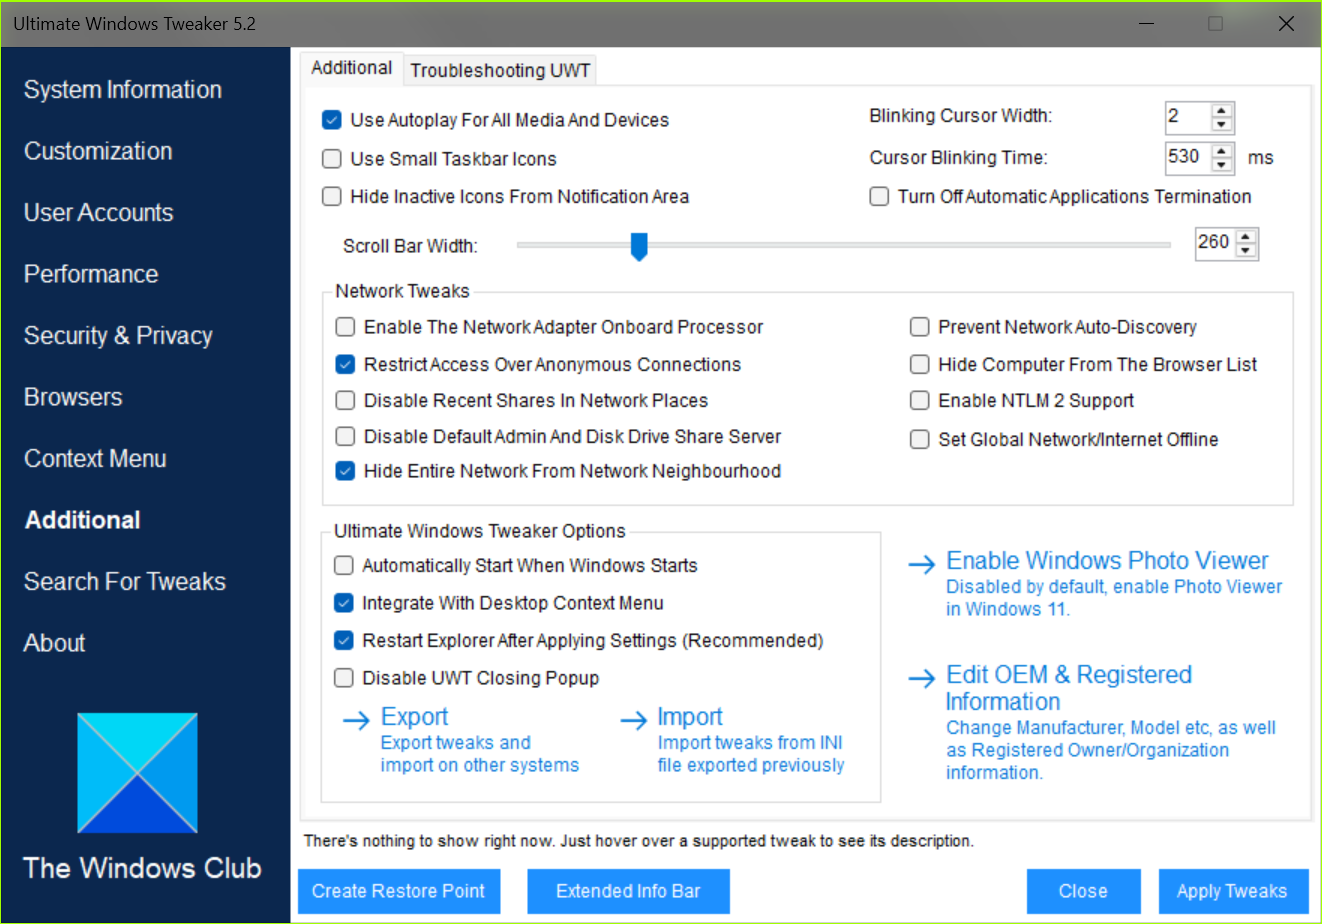 Ultimate Windows Tweaker 5.2
System Information
Customization
User Accounts
Performance
Security & Privacy
Browsers
Context Menu
Additional
Search For Tweaks
About
The Windows Club
Additional
Troubleshooting UWT
Use Autoplay For All Media And Devices
Use Small Taskbar Icons
Hide Inactive Icons From Notification Area
Blinking Cursor Width: 2
Cursor Blinking Time: 530 ms
Turn Off Automatic Applications Termination
Scroll Bar Width: 260
Network Tweaks
Enable The Network Adapter Onboard Processor
Restrict Access Over Anonymous Connections
Disable Recent Shares In Network Places
Disable Default Admin And Disk Drive Share Server
Hide Entire Network From Network Neighbourhood
Prevent Network Auto-Discovery
Hide Computer From The Browser List
Enable NTLM 2 Support
Set Global Network/Internet Offline
Ultimate Windows Tweaker Options
Automatically Start When Windows Starts
Integrate With Desktop Context Menu
Restart Explorer After Applying Settings (Recommended)
Disable UWT Closing Popup
Export
Export tweaks and
import on other systems
Import
Import tweaks from INI
file exported previously
Enable Windows Photo Viewer
Disabled by default, enable Photo Viewer
in Windows 11.
Edit OEM & Registered
Information
Change Manufacturer, Model etc, as well
as Registered Owner/Organization
information.
There's nothing to show right now. Just hover over a supported tweak to see its description.
Create Restore Point
Extended Info Bar
Close
Apply Tweaks